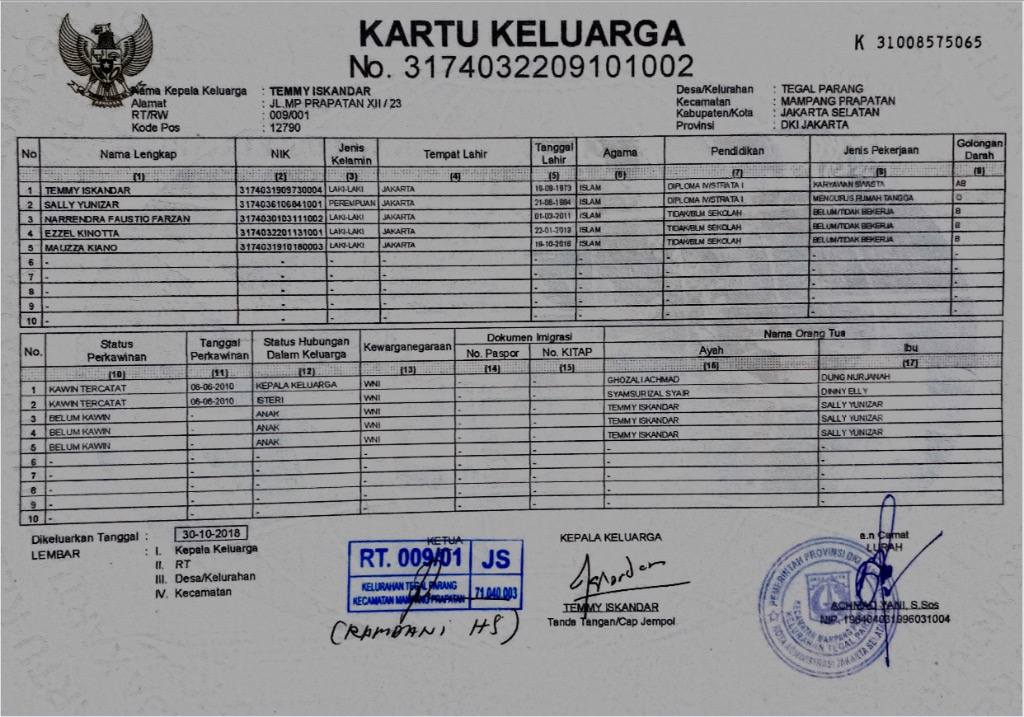 KARTU KELUARGA
No. 3174032209101002
K 31008575065
Nama Kepala Keluarga : TEMMY ISKANDAR
Alamat : JL.MP PRAPATAN XII / 23
RT/RW : 009/001
Kode Pos : 12790
Desa/Kelurahan : TEGAL PARANG
Kecamatan : MAMPANG PRAPATAN
Kabupaten/Kota : JAKARTA SELATAN
Provinsi : DKI JAKARTA
No Nama Lengkap NIK Jenis Kelamin Tempat Lahir Tanggal Lahir Agama Pendidikan Jenis Pekerjaan Golongan Darah
(1) (2) (3) (4) (5) (6) (7) (8) (9)
1 TEMMY ISKANDAR 3174031909730004 LAKI-LAKI JAKARTA 19-09-1973 ISLAM DIPLOMA IV/STRATA I KARYAWAN SWASTA AB
2 SALLY YUNIZAR 3174036106841001 PEREMPUAN JAKARTA 21-06-1984 ISLAM DIPLOMA IV/STRATA I MENGURUS RUMAH TANGGA O
3 NARRENDRA FAUSTIO FARZAN 3174030103111002 LAKI-LAKI JAKARTA 01-03-2011 ISLAM TIDAK/BLM SEKOLAH BELUM/TIDAK BEKERJA B
4 EZZEL KINOTTA 3174032201131001 LAKI-LAKI JAKARTA 22-01-2013 ISLAM TIDAK/BLM SEKOLAH BELUM/TIDAK BEKERJA B
5 MAUZZA KIANO 3174031910180003 LAKI-LAKI JAKARTA ISLAM TIDAK/BLM SEKOLAH BELUM/TIDAK BEKERJA B
6 - - - - - - - - -
7 - - - - - - - - -
8 - - - - - - - - -
9 - - - - - - - - -
10 - - - - - - - - -
No. Status Perkawinan Tanggal Perkawinan Status Hubungan Dalam Keluarga Kewarganegaraan Dokumen Imigrasi Nama Orang Tua
No. Paspor No. KITAP Ayah Ibu
(10) (11) (12) (13) (14) (15) (16) (17)
1 KAWIN TERCATAT 06-06-2010 KEPALA KELUARGA WNI - - GHOZALI ACHMAD DUNG NURJANAH
2 KAWIN TERCATAT 06-06-2010 ISTERI WNI - - SYAMSURIZAL SYAIR DINNY ELLY
3 BELUM KAWIN - ANAK WNI - - TEMMY ISKANDAR SALLY YUNIZAR
4 BELUM KAWIN - ANAK WNI - - TEMMY ISKANDAR SALLY YUNIZAR
5 BELUM KAWIN - ANAK WNI - - TEMMY ISKANDAR SALLY YUNIZAR
6 - - - - - - - -
7 - - - - - - - -
8 - - - - - - - -
9 - - - - - - - -
10 - - - - - - - -
Dikeluarkan Tanggal : 30-10-2018
LEMBAR : I. Kepala Keluarga
II. RT
III. Desa/Kelurahan
IV. Kecamatan
KETUA
RT. 009/01 JS
KELURAHAN TEGAL PARANG
KECAMATAN MAMPANG PRAPATAN 71.040.003
(RAMDANI HS)
KEPALA KELUARGA
Iskandar
TEMMY ISKANDAR
Tanda Tangan/Cap Jempol
a.n Camat
LURAH
PEMERINTAH PROVINSI DKI
KECAMATAN MAMPANG
KELURAHAN TEGAL PARANG
KOTA ADMINISTRASI JAKARTA SELATAN
ACHMAD YANI, S.Sos
NIP. 196404031996031004